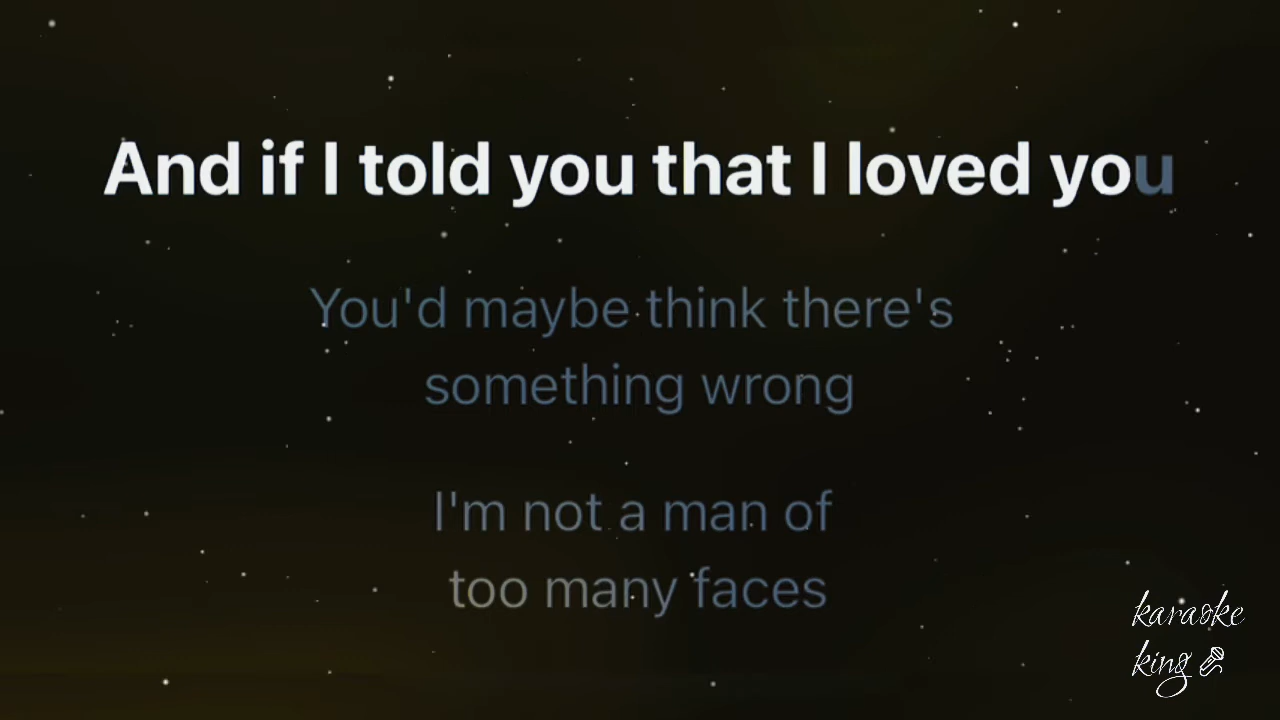 And if I told you that I loved you
You'd maybe think there's
something wrong
I'm not a man of
too many faces
karaoke
king